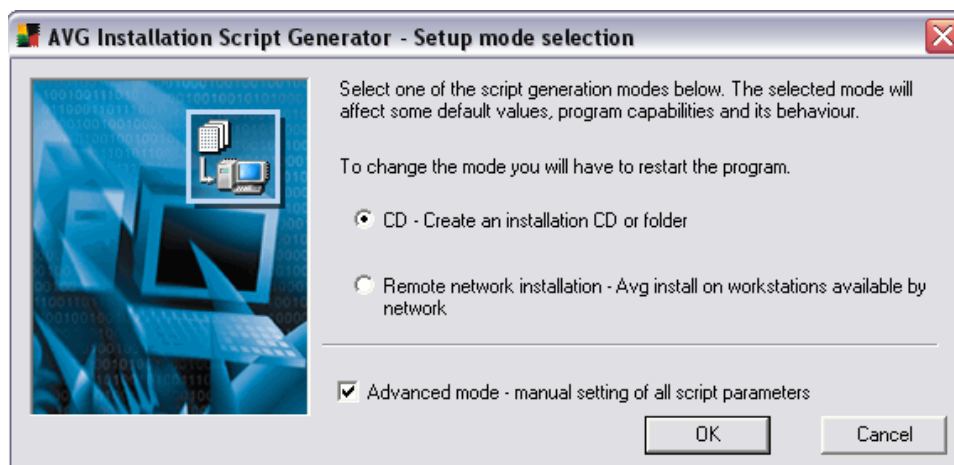 AVG Installation Script Generator - Setup mode selection
Select one of the script generation modes below. The selected mode will
affect some default values, program capabilities and its behaviour.
To change the mode you will have to restart the program.
CD - Create an installation CD or folder
Remote network installation - Avg install on workstations available by
network
Advanced mode - manual setting of all script parameters
OK
Cancel